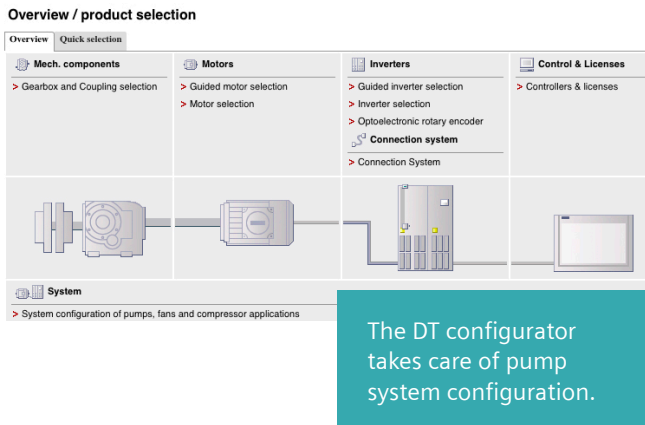 Overview / product selection
Overview Quick selection
Mech. components
> Gearbox and Coupling selection
Motors
> Guided motor selection
> Motor selection
Inverters
> Guided inverter selection
> Inverter selection
> Optoelectronic rotary encoder
Connection system
> Connection System
Control & Licenses
> Controllers & licenses
System
> System configuration of pumps, fans and compressor applications
The DT configurator
takes care of pump
system configuration.